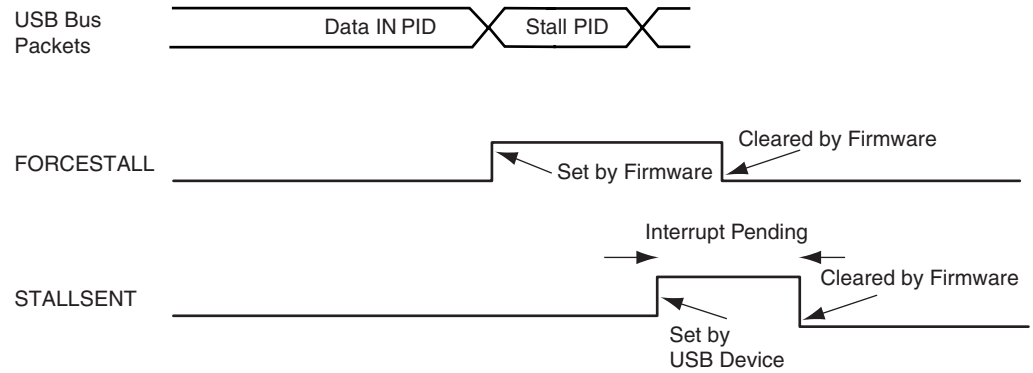 USB Bus
Packets
Data IN PID
Stall PID
Cleared by Firmware
FORCESTALL
Set by Firmware
Interrupt Pending
Cleared by Firmware
STALLSENT
Set by
USB Device